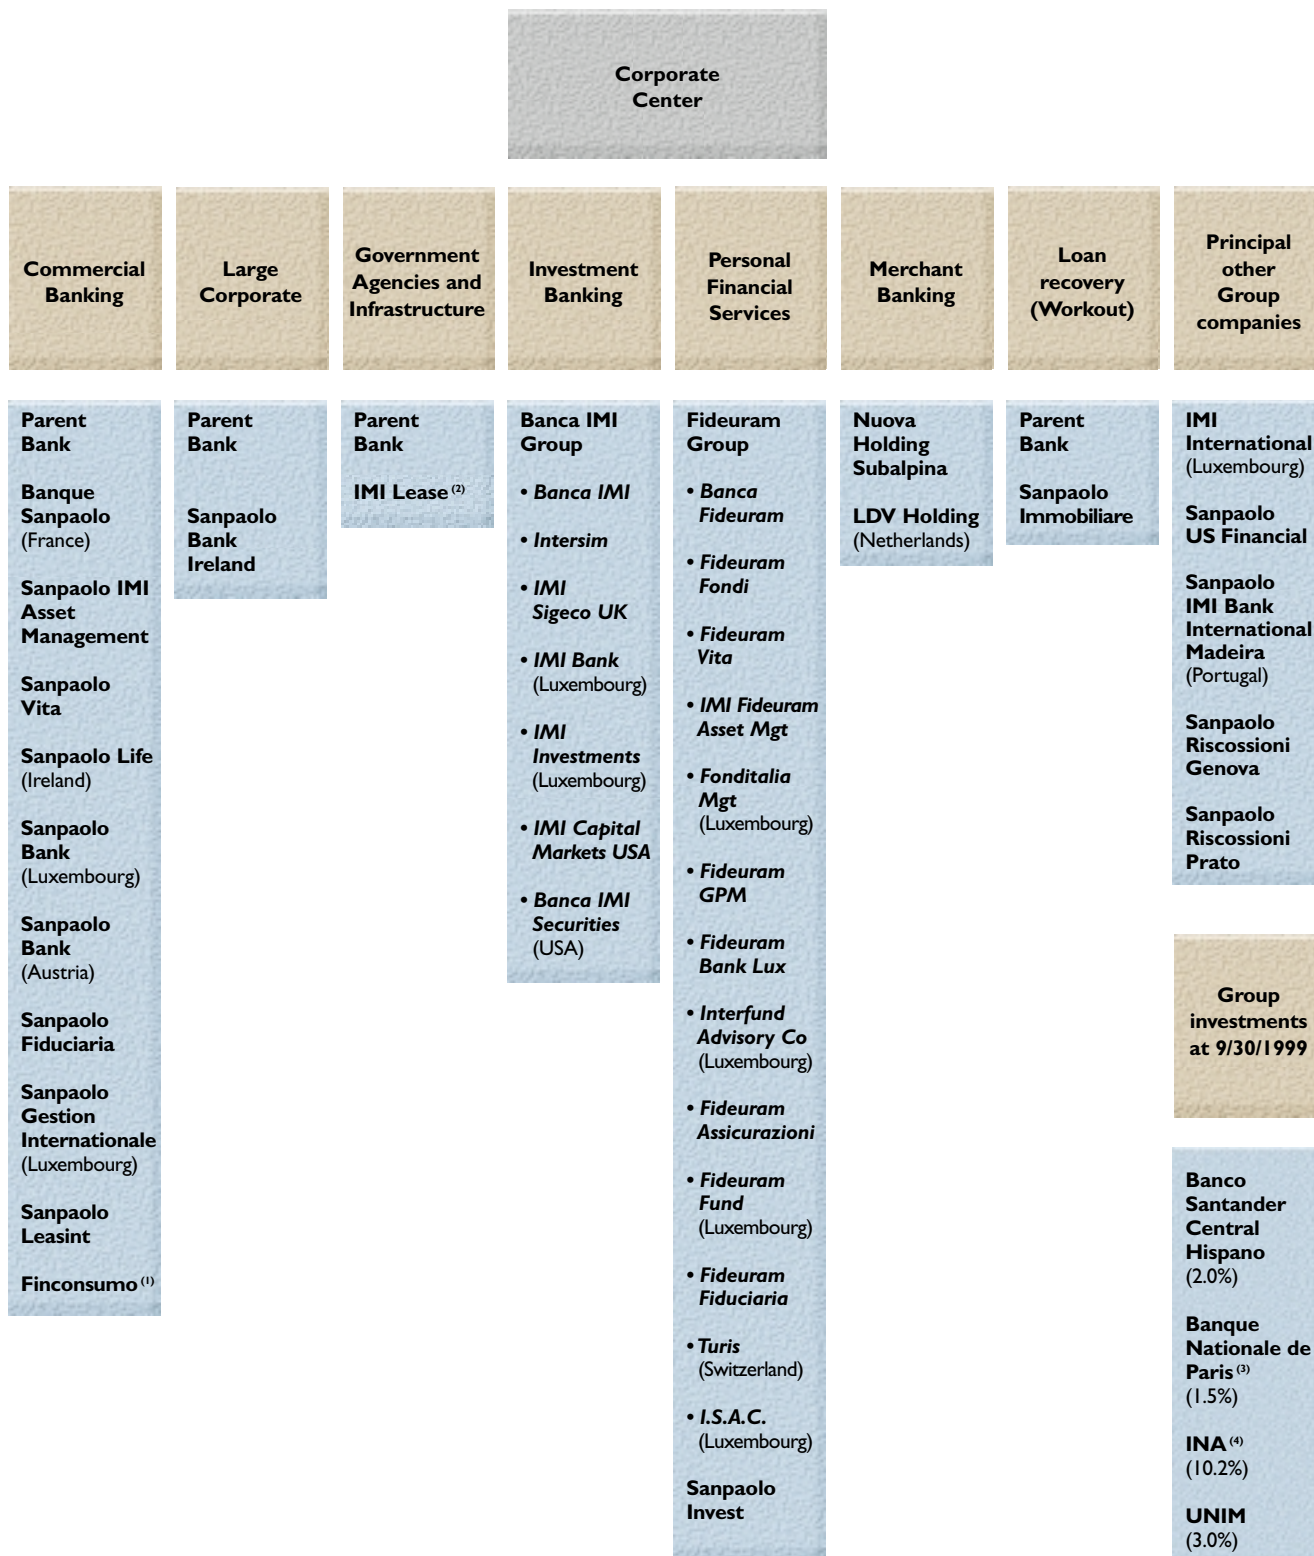 Corporate
Center
Commercial
Banking
Large
Corporate
Government
Agencies and
Infrastructure
Investment
Banking
Personal
Financial
Services
Merchant
Banking
Loan
recovery
(Workout)
Principal
other
Group
companies
Parent
Bank
Banque
Sanpaolo
(France)
Sanpaolo IMI
Asset
Management
Sanpaolo
Vita
Sanpaolo Life
(Ireland)
Sanpaolo
Bank
(Luxembourg)
Sanpaolo
Bank
(Austria)
Sanpaolo
Fiduciaria
Sanpaolo
Gestion
Internationale
(Luxembourg)
Sanpaolo
Leasint
Finconsumo (1)
Parent
Bank
Sanpaolo
Bank
Ireland
Parent
Bank
IMI Lease (2)
Banca IMI
Group
• Banca IMI
• Intersim
• IMI
Sigeco UK
• IMI Bank
(Luxembourg)
• IMI
Investments
(Luxembourg)
• IMI Capital
Markets USA
• Banca IMI
Securities
(USA)
Fideuram
Group
• Banca
Fideuram
• Fideuram
Fondi
• Fideuram
Vita
• IMI Fideuram
Asset Mgt
• Fonditalia
Mgt
(Luxembourg)
• Fideuram
GPM
• Fideuram
Bank Lux
• Interfund
Advisory Co
(Luxembourg)
• Fideuram
Assicurazioni
• Fideuram
Fund
(Luxembourg)
• Fideuram
Fiduciaria
• Turis
(Switzerland)
• I.S.A.C.
(Luxembourg)
Sanpaolo
Invest
Nuova
Holding
Subalpina
LDV Holding
(Netherlands)
Parent
Bank
Sanpaolo
Immobiliare
IMI
International
(Luxembourg)
Sanpaolo
US Financial
Sanpaolo
IMI Bank
International
Madeira
(Portugal)
Sanpaolo
Riscossioni
Genova
Sanpaolo
Riscossioni
Prato
Group
investments
at 9/30/1999
Banco
Santander
Central
Hispano
(2.0%)
Banque
Nationale de
Paris (3)
(1.5%)
INA (4)
(10.2%)
UNIM
(3.0%)